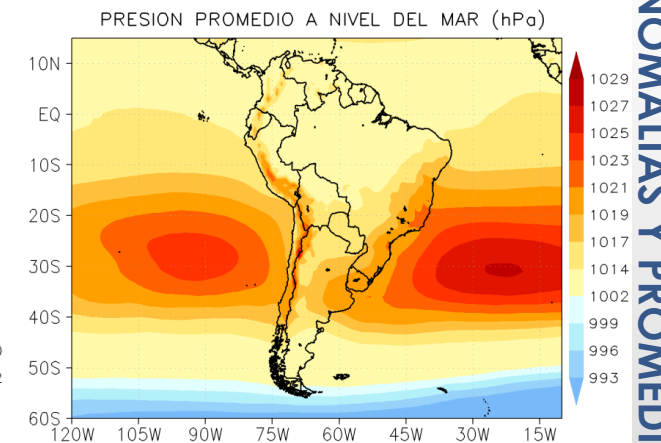 PRESION PROMEDIO A NIVEL DEL MAR (hPa)
10N
EQ
10S
20S
30S
40S
50S
60S
120W 105W 90W 75W 60W 45W 30W 15W
1029
1027
1025
1023
1021
1019
1017
1014
1002
999
996
993
NOMALIAS Y PROMEDI